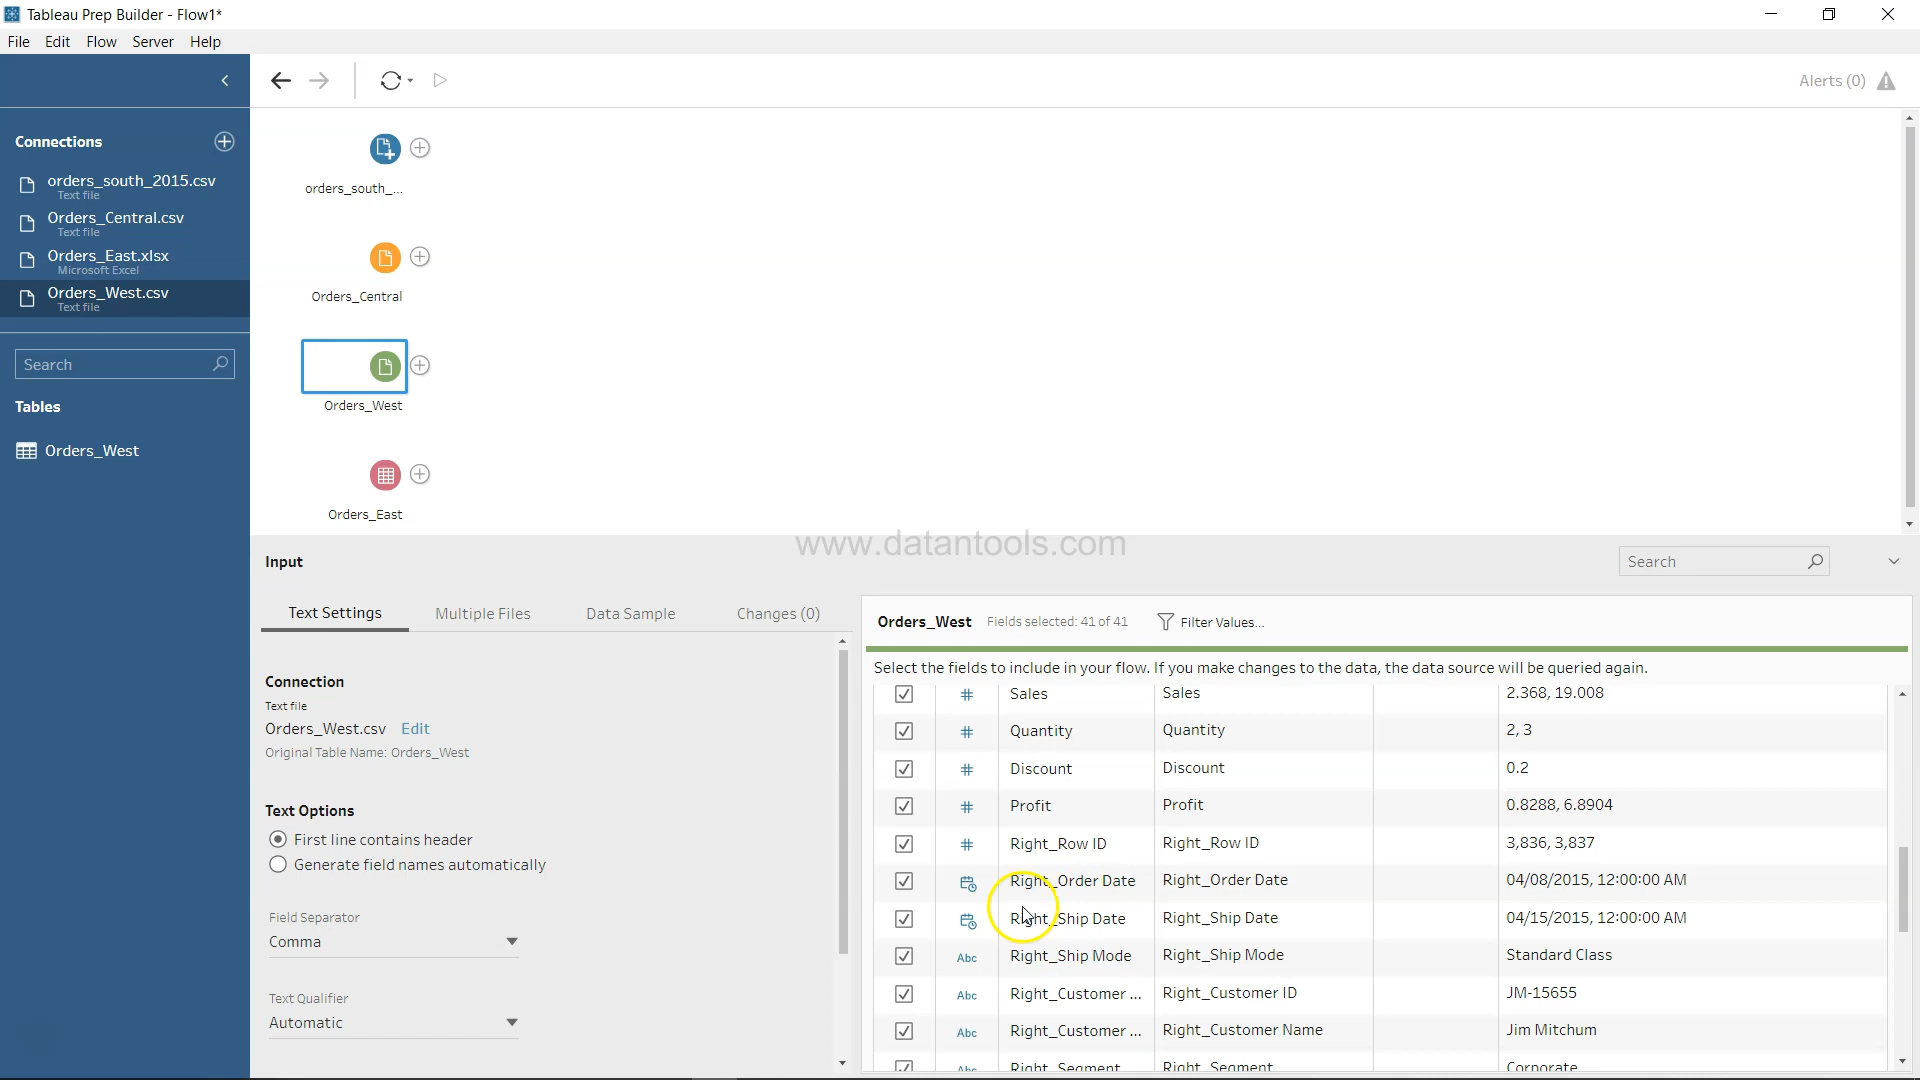 Tableau Prep Builder - Flow1*
File Edit Flow Server Help
Alerts (0)
Connections
orders_south_2015.csv
Text file
Orders_Central.csv
Text file
Orders_East.xlsx
Microsoft Excel
Orders_West.csv
Text file
Search
Tables
Orders_West
orders_south_...
Orders_Central
Orders_West
Orders_East
www.datantools.com
Input
Search
Text Settings Multiple Files Data Sample Changes (0)
Connection
Text file
Orders_West.csv Edit
Original Table Name: Orders_West
Text Options
First line contains header
Generate field names automatically
Field Separator
Comma
Text Qualifier
Automatic
Orders_West Fields selected: 41 of 41 Filter Values...
Select the fields to include in your flow. If you make changes to the data, the data source will be queried again.
# Sales Sales 2.368, 19.008
# Quantity Quantity 2, 3
# Discount Discount 0.2
# Profit Profit 0.8288, 6.8904
# Right_Row ID Right_Row ID 3,836, 3,837
Right_Order Date Right_Order Date 04/08/2015, 12:00:00 AM
Right_Ship Date Right_Ship Date 04/15/2015, 12:00:00 AM
Abc Right_Ship Mode Right_Ship Mode Standard Class
Abc Right_Customer ... Right_Customer ID JM-15655
Abc Right_Customer ... Right_Customer Name Jim Mitchum
Abc Right_Segment Right_Segment Corporate